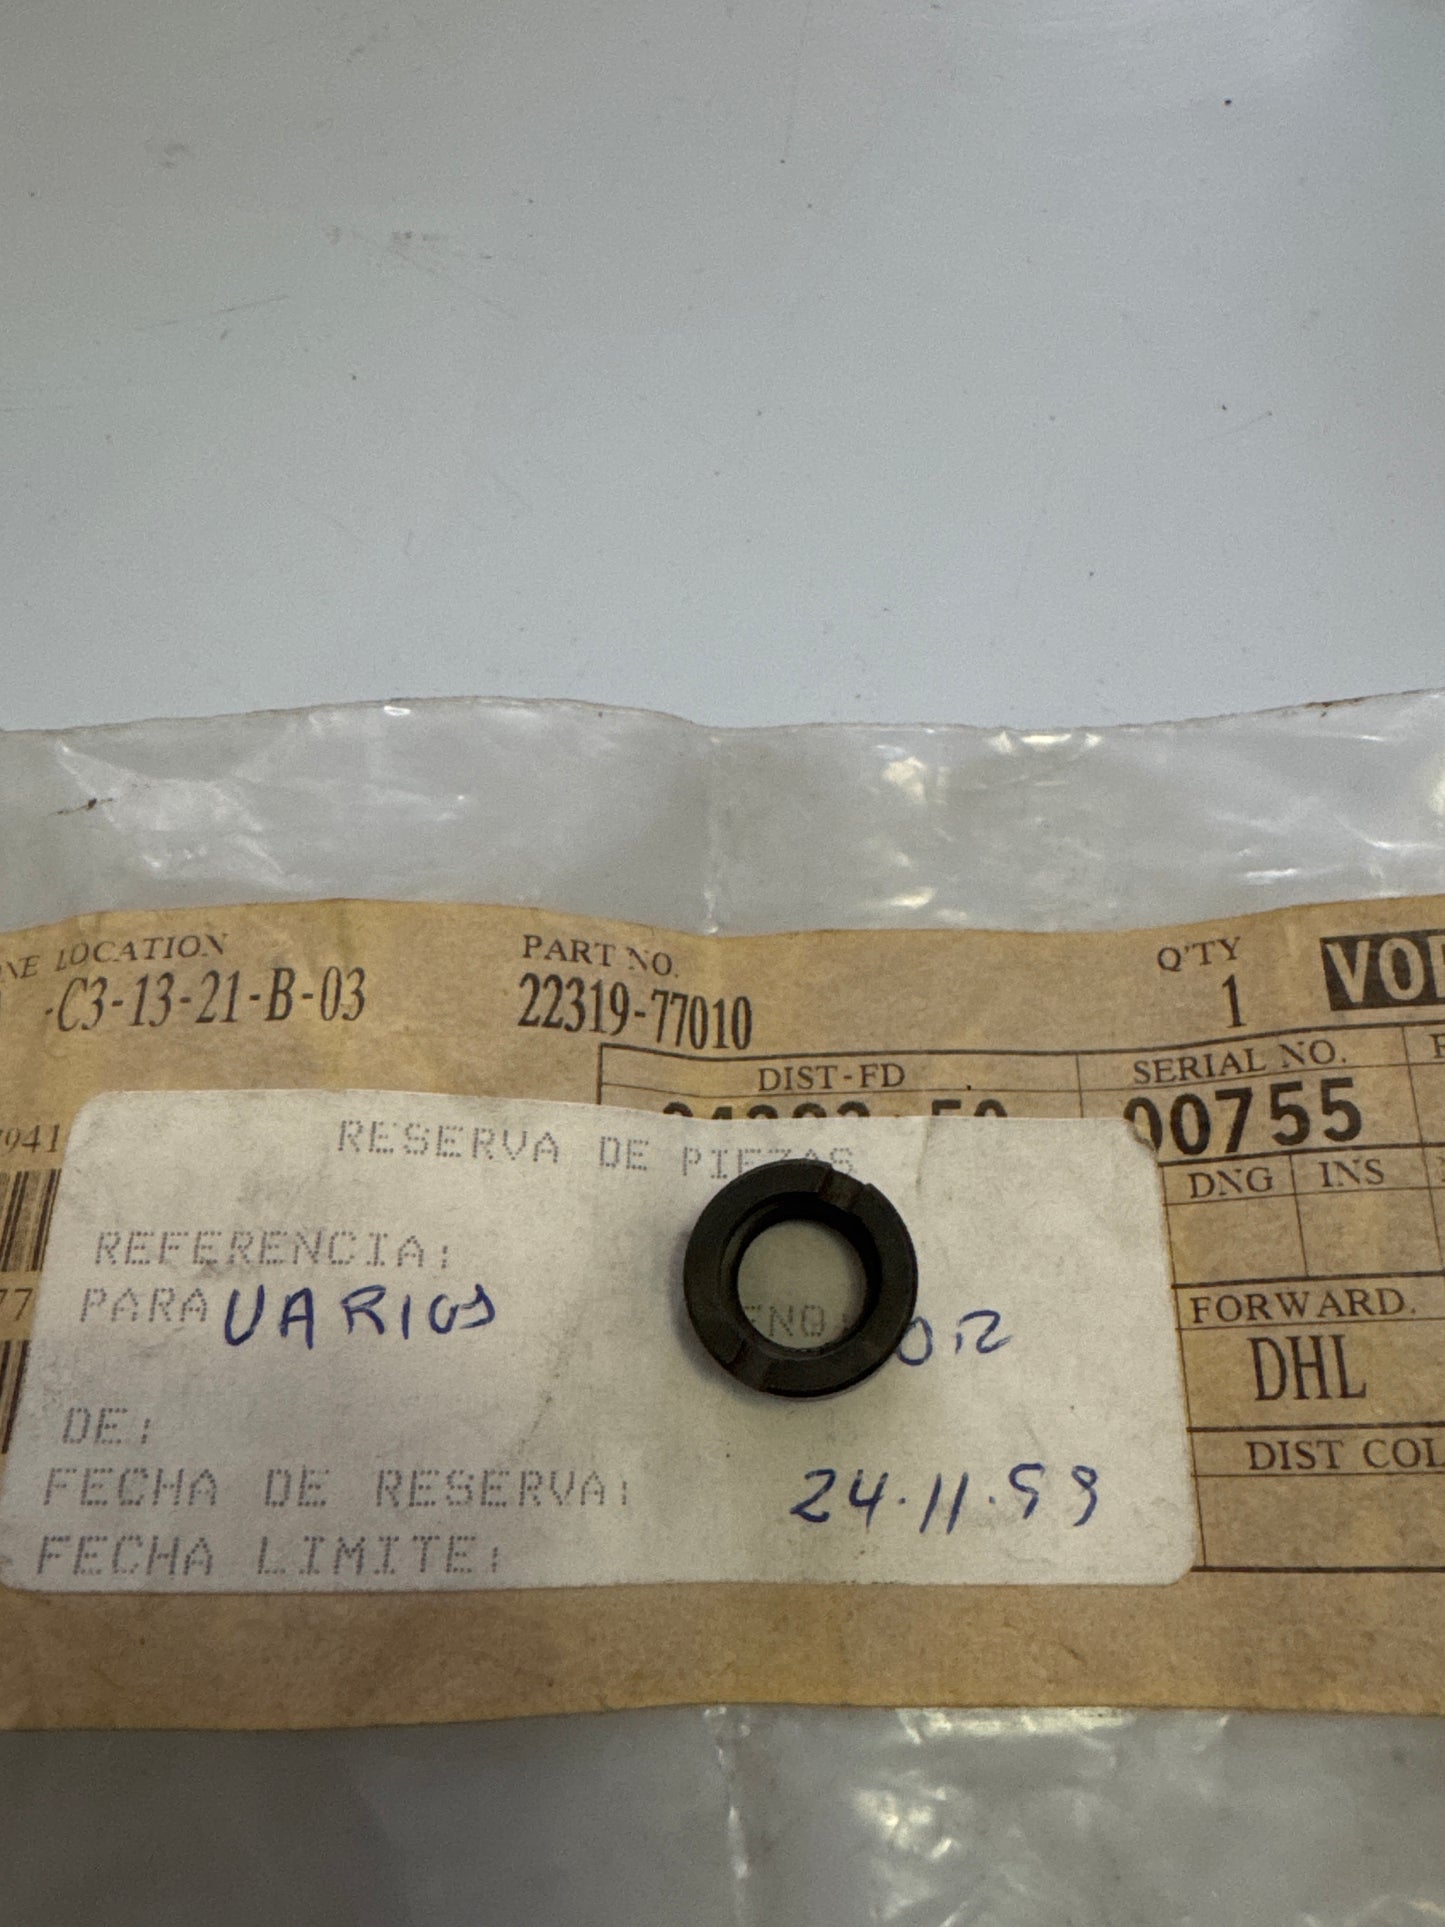 LOCATION PART NO. Q'TY
-C3-13-21-B-03 22319-77010 1
DIST-FD SERIAL NO.
00755
RESERVA DE PIEZAS
DNG INS
REFERENCIA:
PARA VARIOS
FORWARD.
DHL
DE:
DIST COL
FECHA DE RESERVA: 24.11.99
FECHA LIMITE: